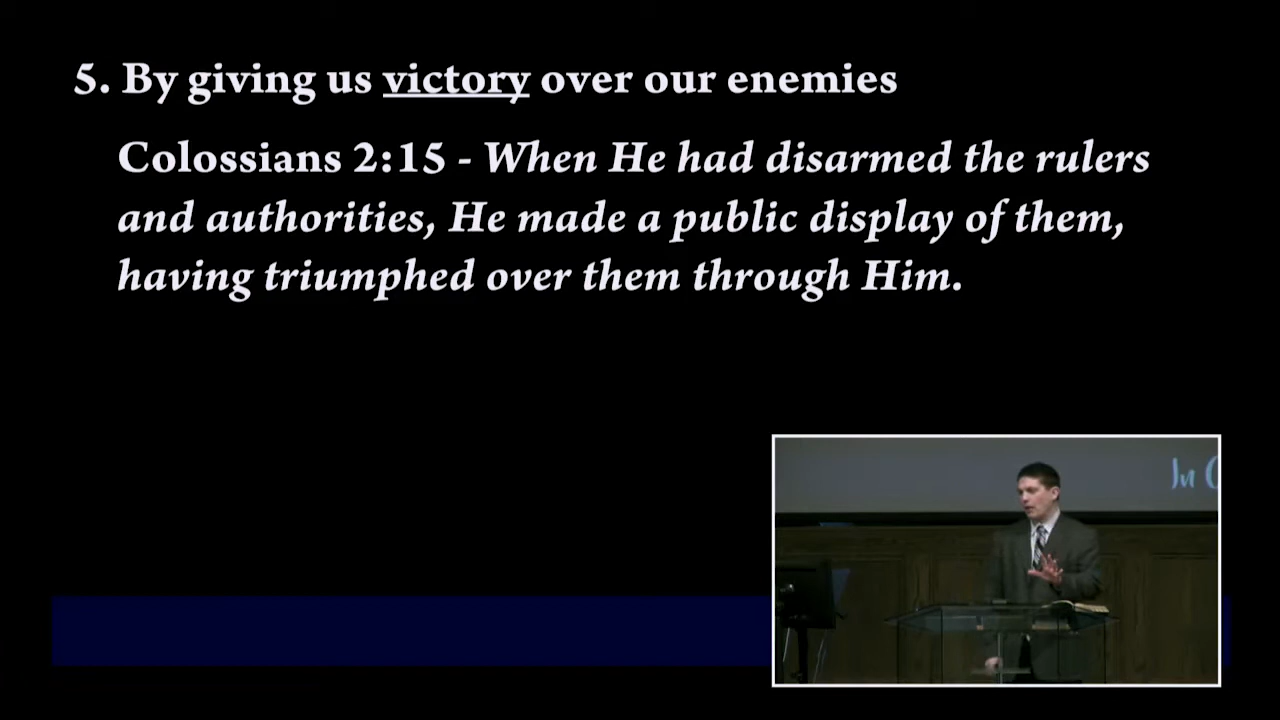 5. By giving us victory over our enemies
Colossians 2:15 - When He had disarmed the rulers
and authorities, He made a public display of them,
having triumphed over them through Him.
In